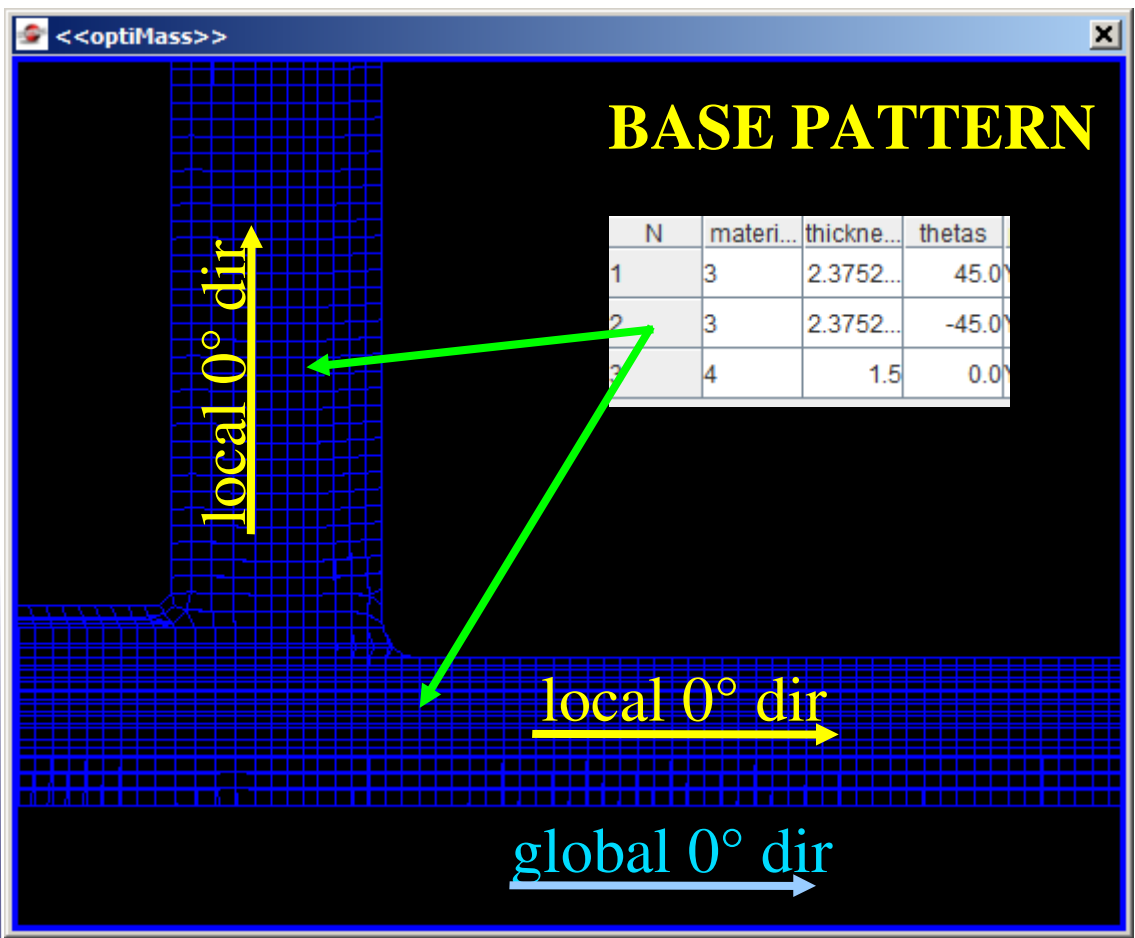 <<optiMass>>
BASE PATTERN
N materi... thickne... thetas
1 3 2.3752... 45.0
2 3 2.3752... -45.0
3 4 1.5 0.0
local 0° dir
local 0° dir
global 0° dir